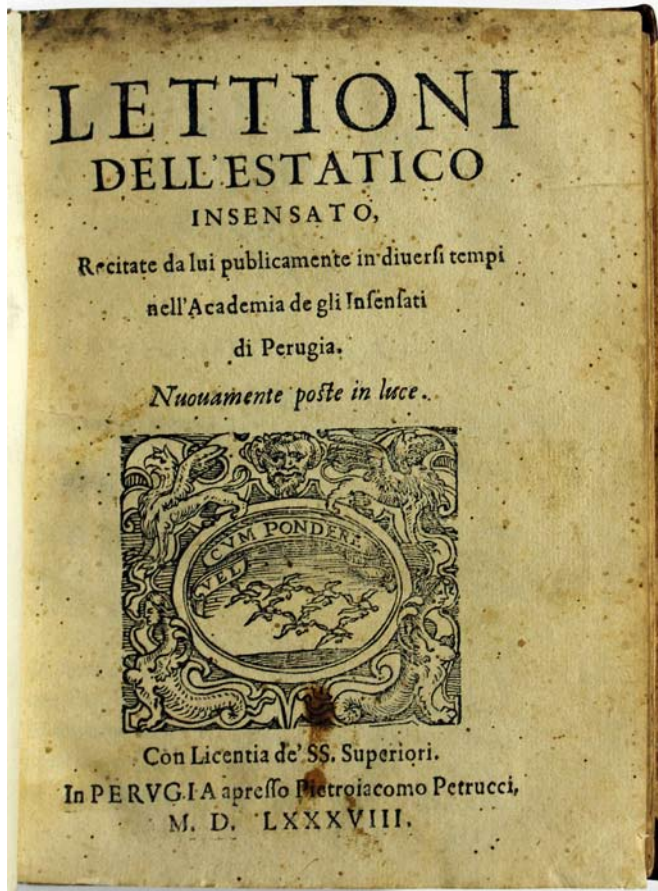 LETTIONI
DELL'ESTATICO
INSENSATO,
Recitate da lui publicamente in diuerſi tempi
nell'Academia de gli Inſenſati
di Perugia.
Nuouamente poſte in luce.
VEL CVM PONDERE
Con Licentia de' SS. Superiori.
In PERVGIA apreſſo Pietroiacomo Petrucci,
M. D. LXXXVIII.